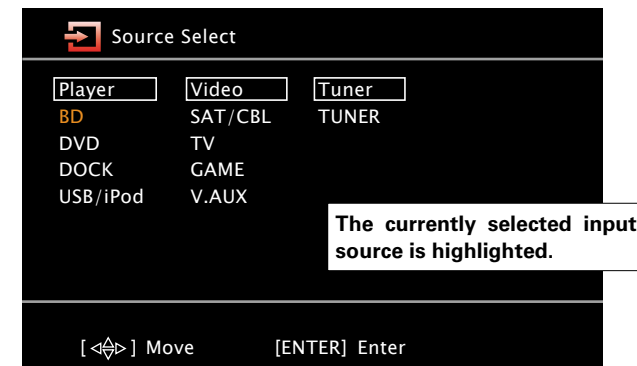 Source Select
Player Video Tuner
BD SAT/CBL TUNER
DVD TV
DOCK GAME
USB/iPod V.AUX
The currently selected input
source is highlighted.
[◁△▽▷] Move [ENTER] Enter